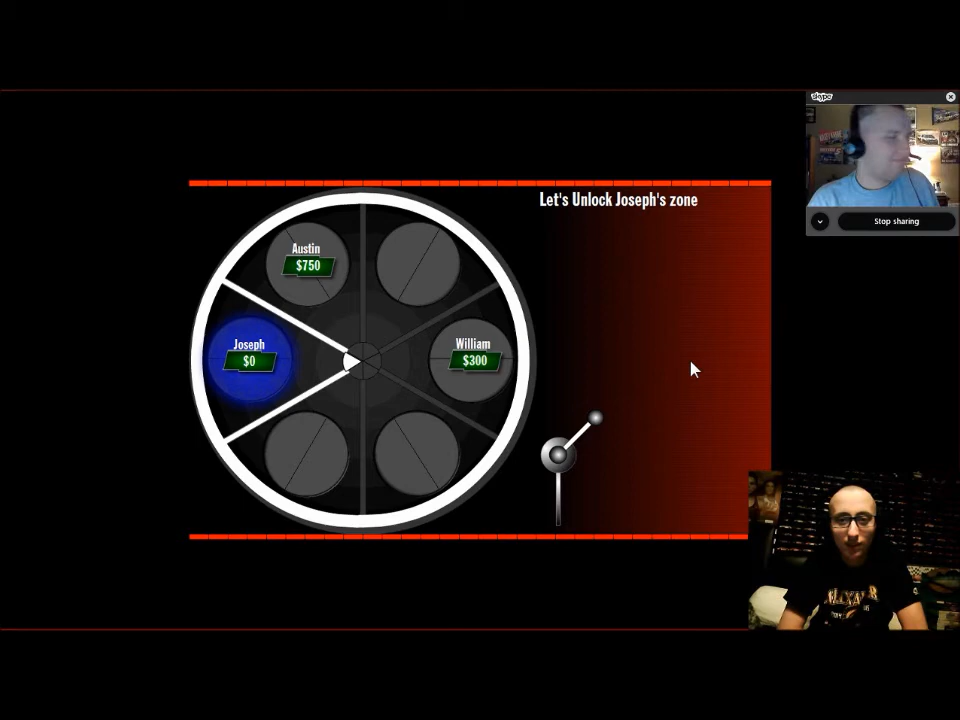 skype
Let's Unlock Joseph's zone
Stop sharing
Austin
$750
Joseph
$0
William
$300